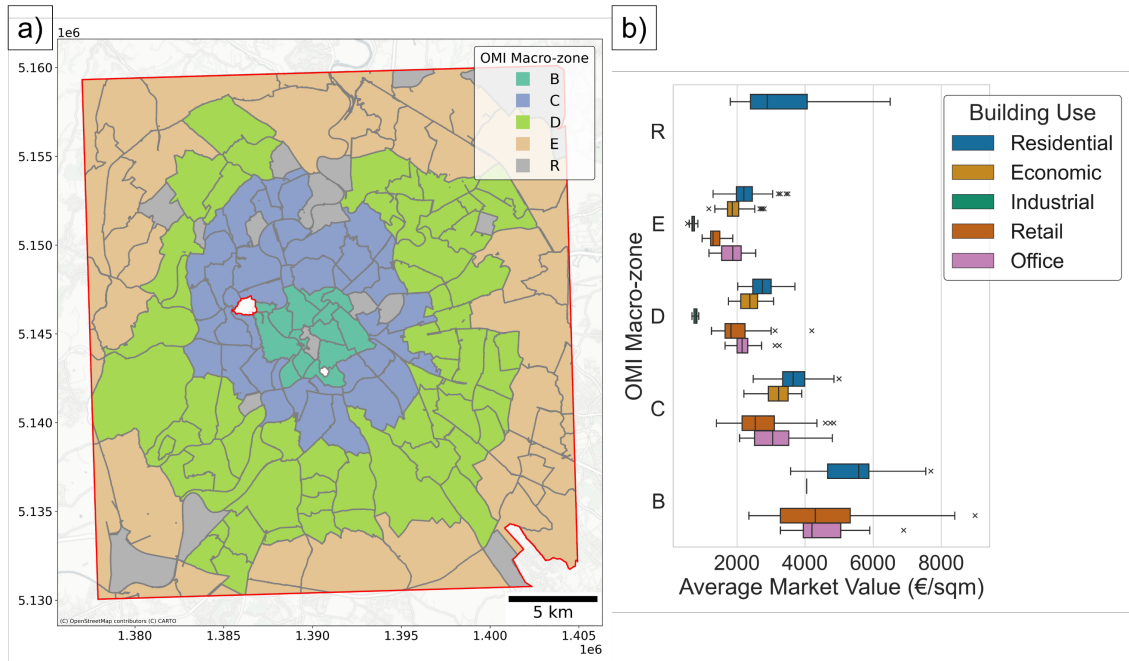 a)
1e6
5.160
5.155
5.150
5.145
5.140
5.135
5.130
OMI Macro-zone
B
C
D
E
R
5 km
(C) OpenStreetMap contributors (C) CARTO
1.380
1.385
1.390
1.395
1.400
1.405
1e6
b)
OMI Macro-zone
R
E
D
C
B
Building Use
Residential
Economic
Industrial
Retail
Office
2000
4000
6000
8000
Average Market Value (€/sqm)